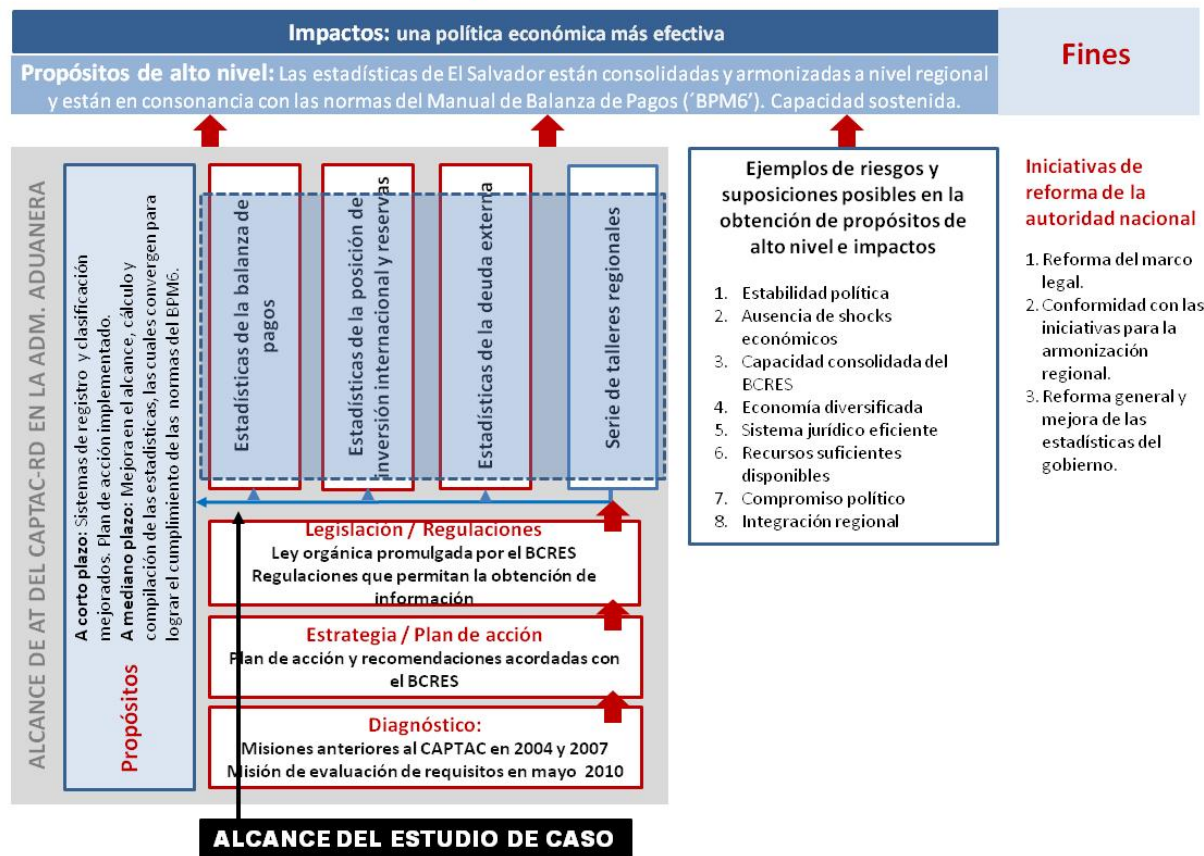 Impactos: una política económica más efectiva
Propósitos de alto nivel: Las estadísticas de El Salvador están consolidadas y armonizadas a nivel regional
y están en consonancia con las normas del Manual de Balanza de Pagos (´BPM6’). Capacidad sostenida.
Fines
ALCANCE DE AT DEL CAPTAC-RD EN LA ADM. ADUANERA
Propósitos
A corto plazo: Sistemas de registro y clasificación
mejorados. Plan de acción implementado.
A mediano plazo: Mejora en el alcance, cálculo y
compilación de las estadísticas, las cuales convergen para
lograr el cumplimiento de las normas del BPM6.
Estadísticas de la balanza de
pagos
Estadísticas de la posición de
inversión internacional y reservas
Estadísticas de la deuda externa
Serie de talleres regionales
Legislación / Regulaciones
Ley orgánica promulgada por el BCRES
Regulaciones que permitan la obtención de
información
Estrategia / Plan de acción
Plan de acción y recomendaciones acordadas con
el BCRES
Diagnóstico:
Misiones anteriores al CAPTAC en 2004 y 2007
Misión de evaluación de requisitos en mayo 2010
ALCANCE DEL ESTUDIO DE CASO
Ejemplos de riesgos y
suposiciones posibles en la
obtención de propósitos de
alto nivel e impactos
1. Estabilidad política
2. Ausencia de shocks
económicos
3. Capacidad consolidada del
BCRES
4. Economía diversificada
5. Sistema jurídico eficiente
6. Recursos suficientes
disponibles
7. Compromiso político
8. Integración regional
Iniciativas de
reforma de la
autoridad nacional
1. Reforma del marco
legal.
2. Conformidad con las
iniciativas para la
armonización
regional.
3. Reforma general y
mejora de las
estadísticas del
gobierno.